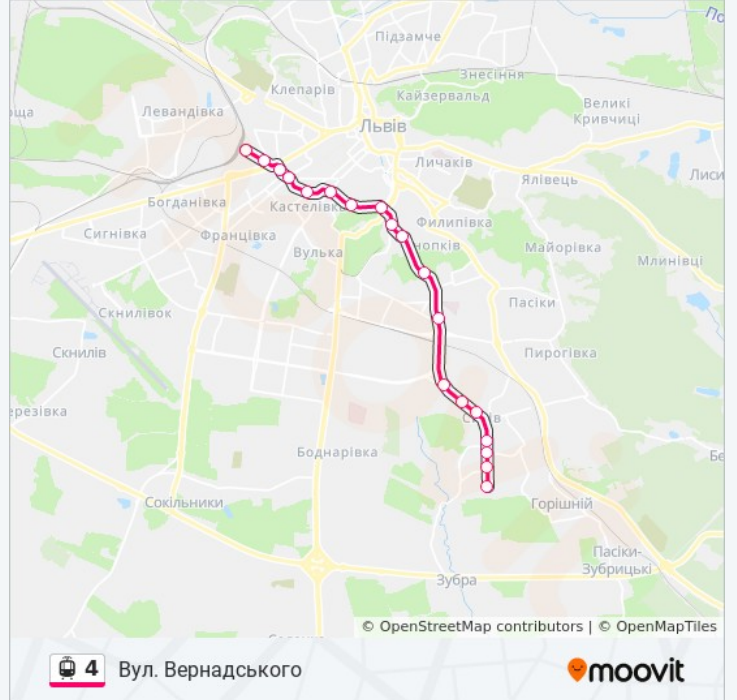 Підзамче
Знесіння
Клепарів
Кайзервальд
Великі
Кривчиці
Левандівка
Львів
Личаків
Ялівець
Богданівка
Кастелівка
Филипівка
Сигнівка
Францівка
Майорівка
Вулька
Млинівці
Скнилівок
Пасіки
Скнилів
Пирогівка
Боднарівка
Сокільники
Горішній
Пасіки-
Зубрицькі
Зубра
© OpenStreetMap contributors | © OpenMapTiles
4 Вул. Вернадського
moovit